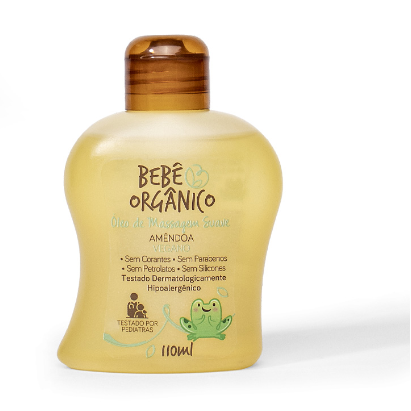 BEBÊ
ORGÂNICO
Óleo de Massagem Suave
AMÊNDOA
VEGANO
• Sem Corantes • Sem Parabenos
• Sem Petrolatos • Sem Silicones
Testado Dermatologicamente
Hipoalergênico
TESTADO POR
PEDIATRAS
110ml